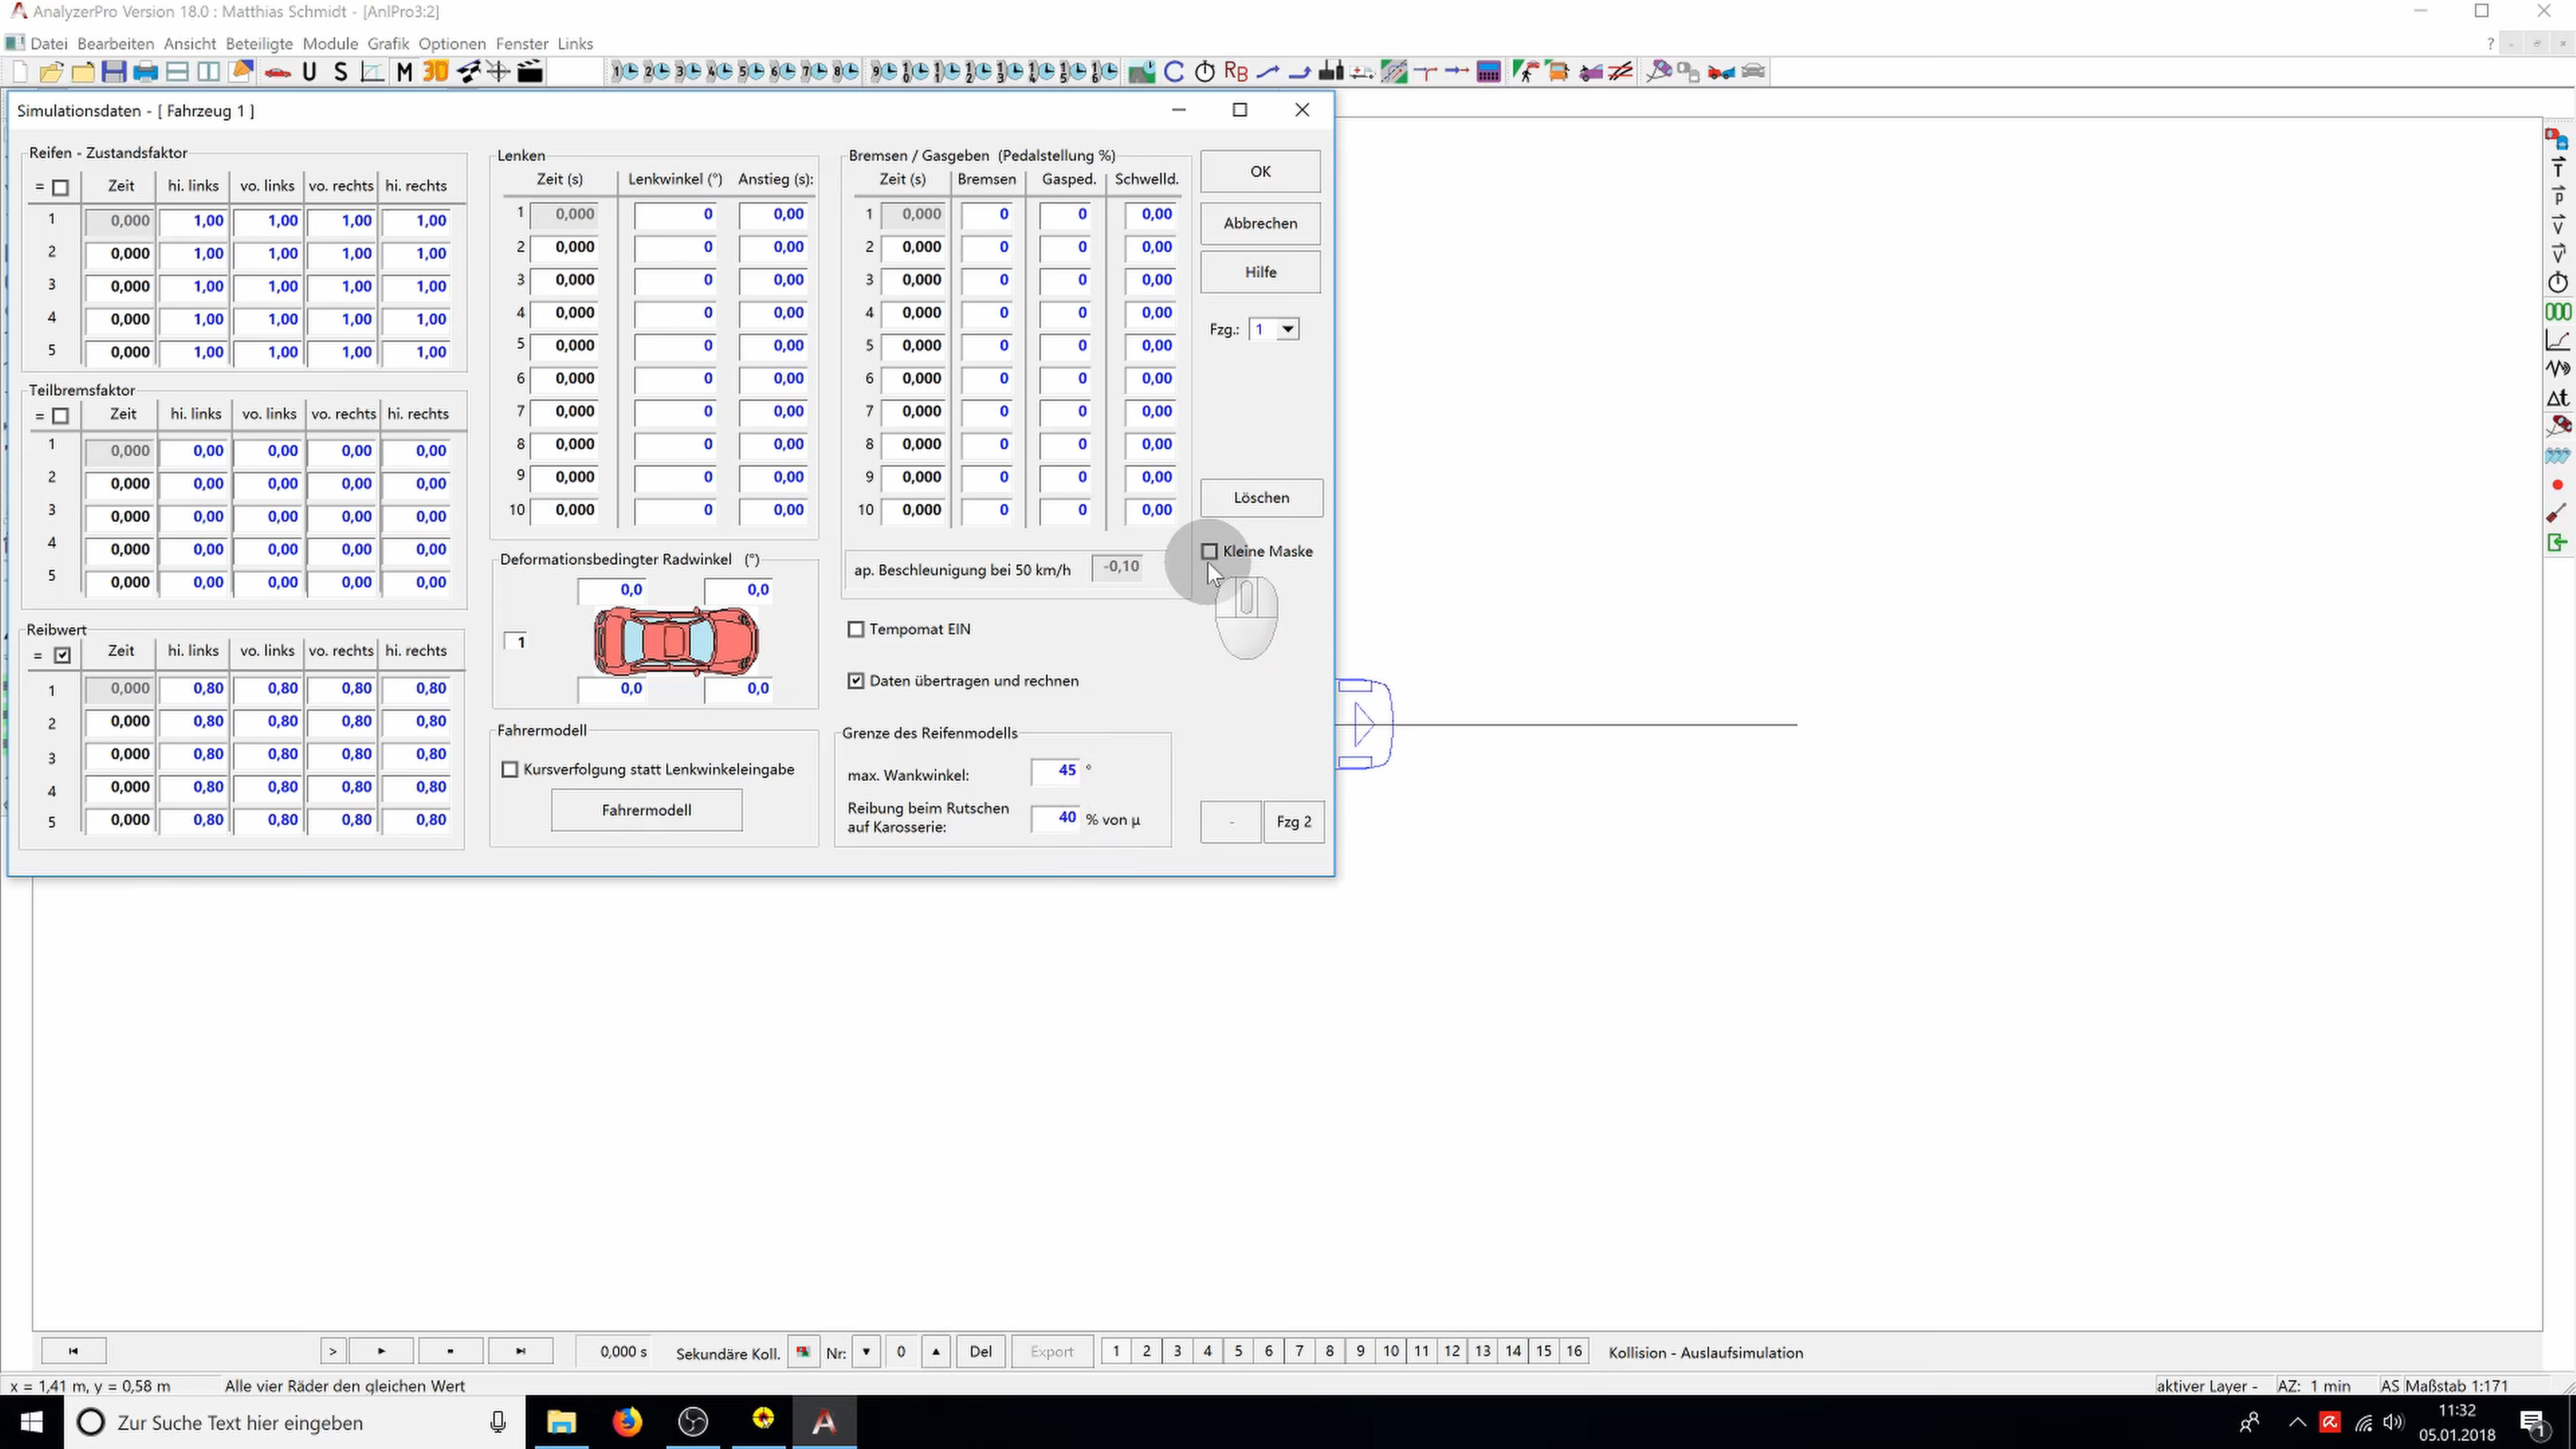 AnalyzerPro Version 18.0 : Matthias Schmidt - [AnlPro3:2]
Datei Bearbeiten Ansicht Beteiligte Module Grafik Optionen Fenster Links
U S M 3D RB
Simulationsdaten - [ Fahrzeug 1 ]
Reifen - Zustandsfaktor
= Zeit hi. links vo. links vo. rechts hi. rechts
1 0,000 1,00 1,00 1,00 1,00
2 0,000 1,00 1,00 1,00 1,00
3 0,000 1,00 1,00 1,00 1,00
4 0,000 1,00 1,00 1,00 1,00
5 0,000 1,00 1,00 1,00 1,00
Teilbremsfaktor
= Zeit hi. links vo. links vo. rechts hi. rechts
1 0,000 0,00 0,00 0,00 0,00
2 0,000 0,00 0,00 0,00 0,00
3 0,000 0,00 0,00 0,00 0,00
4 0,000 0,00 0,00 0,00 0,00
5 0,000 0,00 0,00 0,00 0,00
Reibwert
= Zeit hi. links vo. links vo. rechts hi. rechts
1 0,000 0,80 0,80 0,80 0,80
2 0,000 0,80 0,80 0,80 0,80
3 0,000 0,80 0,80 0,80 0,80
4 0,000 0,80 0,80 0,80 0,80
5 0,000 0,80 0,80 0,80 0,80
Lenken
Zeit (s) Lenkwinkel (°) Anstieg (s):
1 0,000 0 0,00
2 0,000 0 0,00
3 0,000 0 0,00
4 0,000 0 0,00
5 0,000 0 0,00
6 0,000 0 0,00
7 0,000 0 0,00
8 0,000 0 0,00
9 0,000 0 0,00
10 0,000 0 0,00
Deformationsbedingter Radwinkel (°)
0,0 0,0
1
0,0 0,0
Fahrermodell
Kursverfolgung statt Lenkwinkeleingabe
Fahrermodell
Bremsen / Gasgeben (Pedalstellung %)
Zeit (s) Bremsen Gasped. Schwelld.
1 0,000 0 0 0,00
2 0,000 0 0 0,00
3 0,000 0 0 0,00
4 0,000 0 0 0,00
5 0,000 0 0 0,00
6 0,000 0 0 0,00
7 0,000 0 0 0,00
8 0,000 0 0 0,00
9 0,000 0 0 0,00
10 0,000 0 0 0,00
ap. Beschleunigung bei 50 km/h -0,10
Tempomat EIN
Daten übertragen und rechnen
Grenze des Reifenmodells
max. Wankwinkel: 45 °
Reibung beim Rutschen
auf Karosserie: 40 % von µ
OK
Abbrechen
Hilfe
Fzg.: 1
Löschen
Kleine Maske
- Fzg 2
Δt
> 0,000 s Sekundäre Koll. Nr: 0 Del Export 1 2 3 4 5 6 7 8 9 10 11 12 13 14 15 16 Kollision - Auslaufsimulation
x = 1,41 m, y = 0,58 m Alle vier Räder den gleichen Wert aktiver Layer - AZ: 1 min AS Maßstab 1:171
Zur Suche Text hier eingeben
11:32
05.01.2018
1